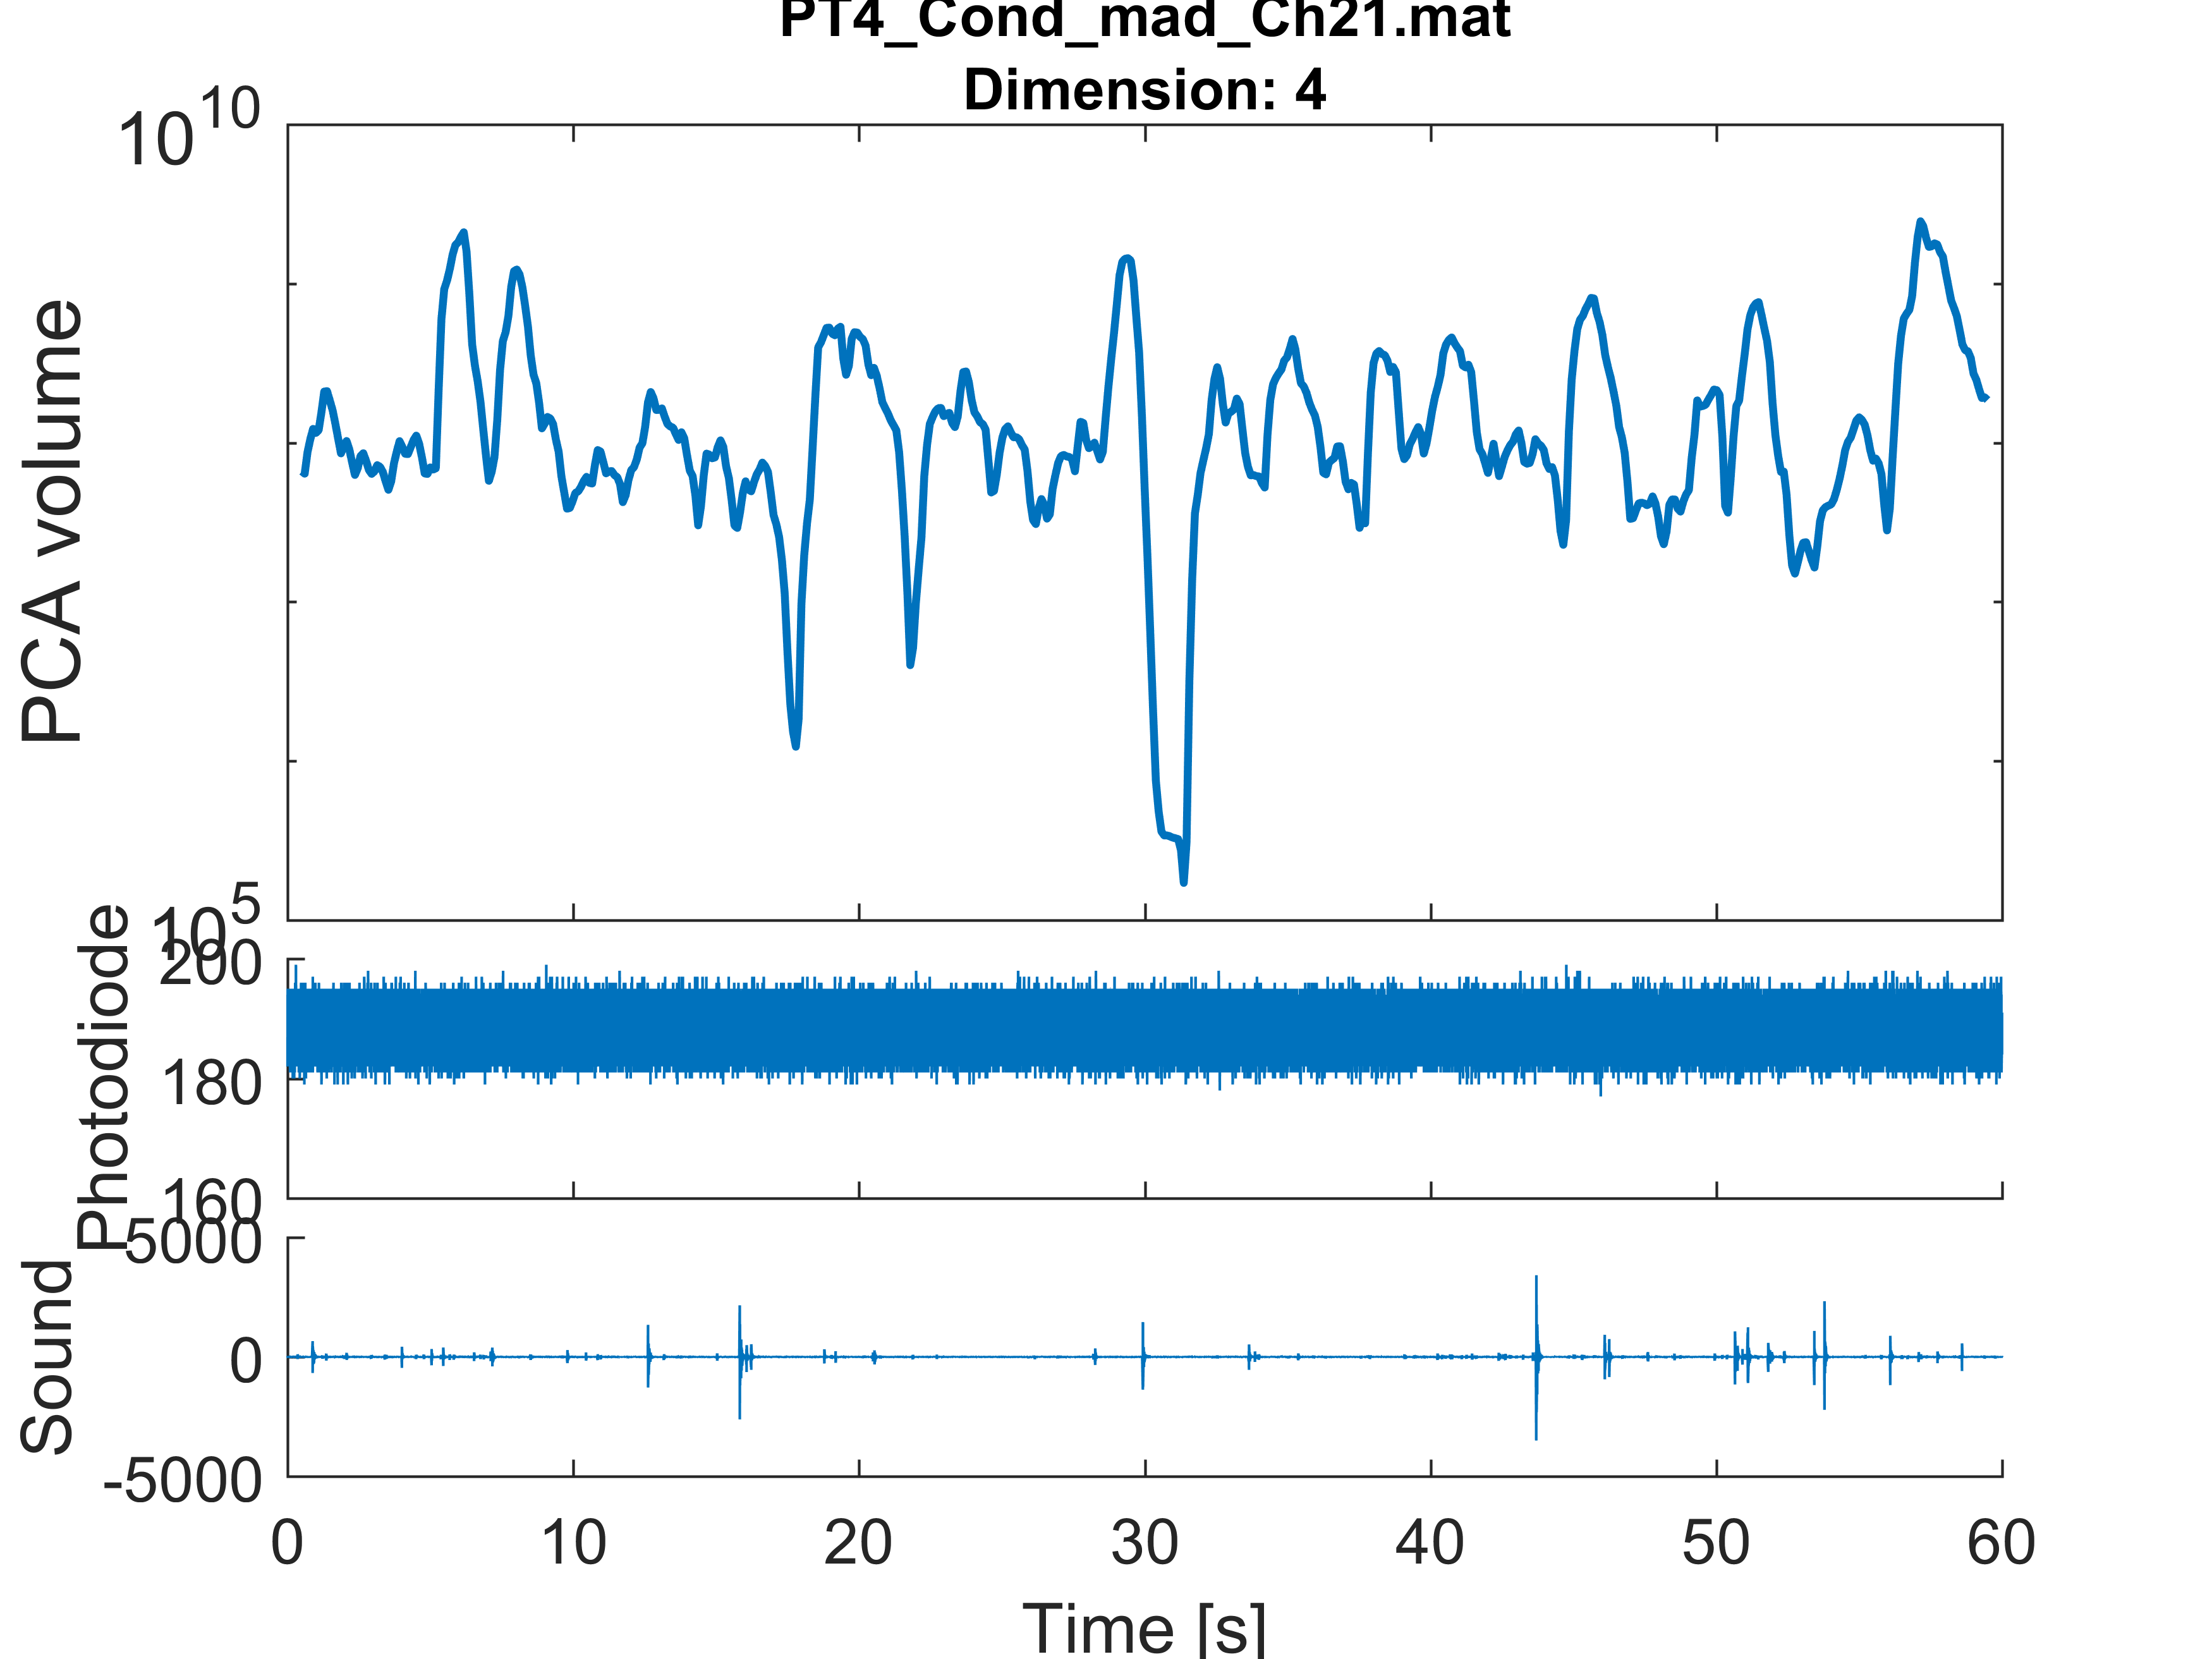 PT4_Cond_mad_Ch21.mat
Dimension: 4
10^10
PCA volume
10^5
200
Photodiode
180
160
5000
Sound
0
-5000
0 10 20 30 40 50 60
Time [s]